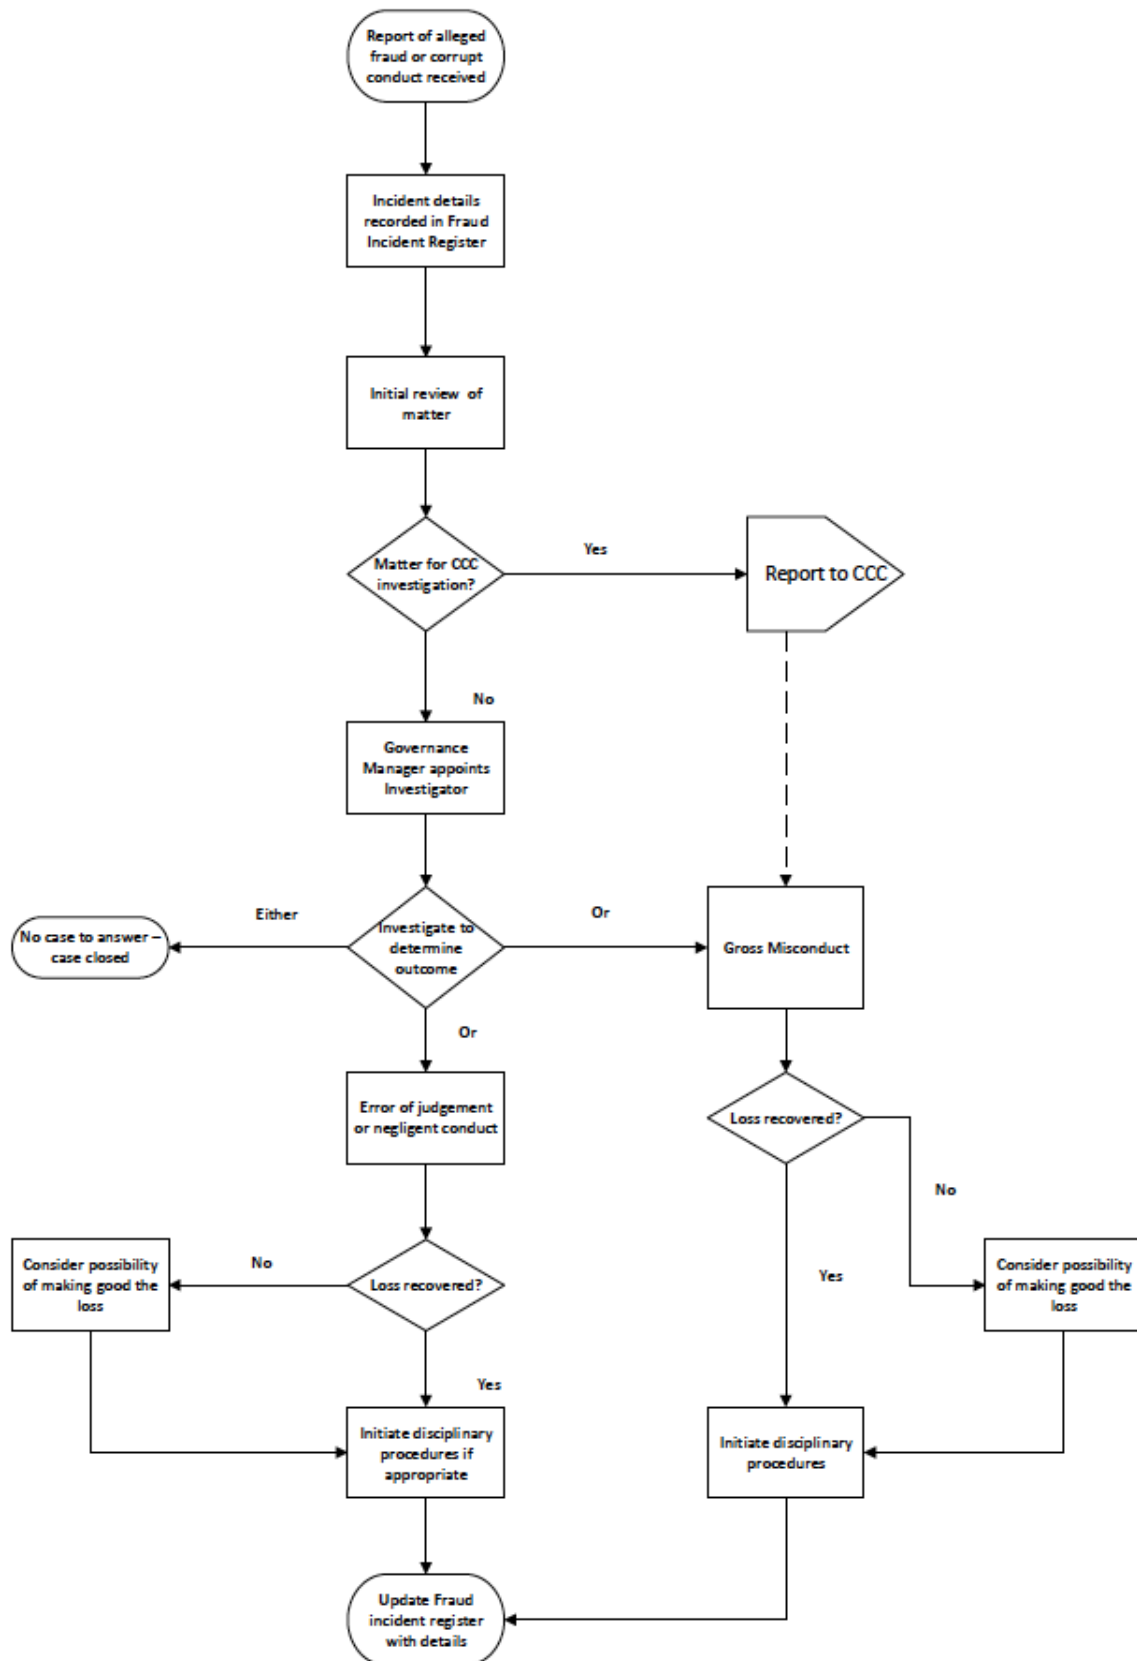 Report of alleged
fraud or corrupt
conduct received
Incident details
recorded in Fraud
Incident Register
Initial review of
matter
Matter for CCC
investigation?
Yes
Report to CCC
No
Governance
Manager appoints
Investigator
Either
No case to answer –
case closed
Investigate to
determine
outcome
Or
Gross Misconduct
Or
Error of judgement
or negligent conduct
Loss recovered?
No
Consider possibility
of making good the
loss
Yes
Loss recovered?
No
Consider possibility
of making good the
loss
Yes
Initiate disciplinary
procedures if
appropriate
Initiate disciplinary
procedures
Update Fraud
incident register
with details